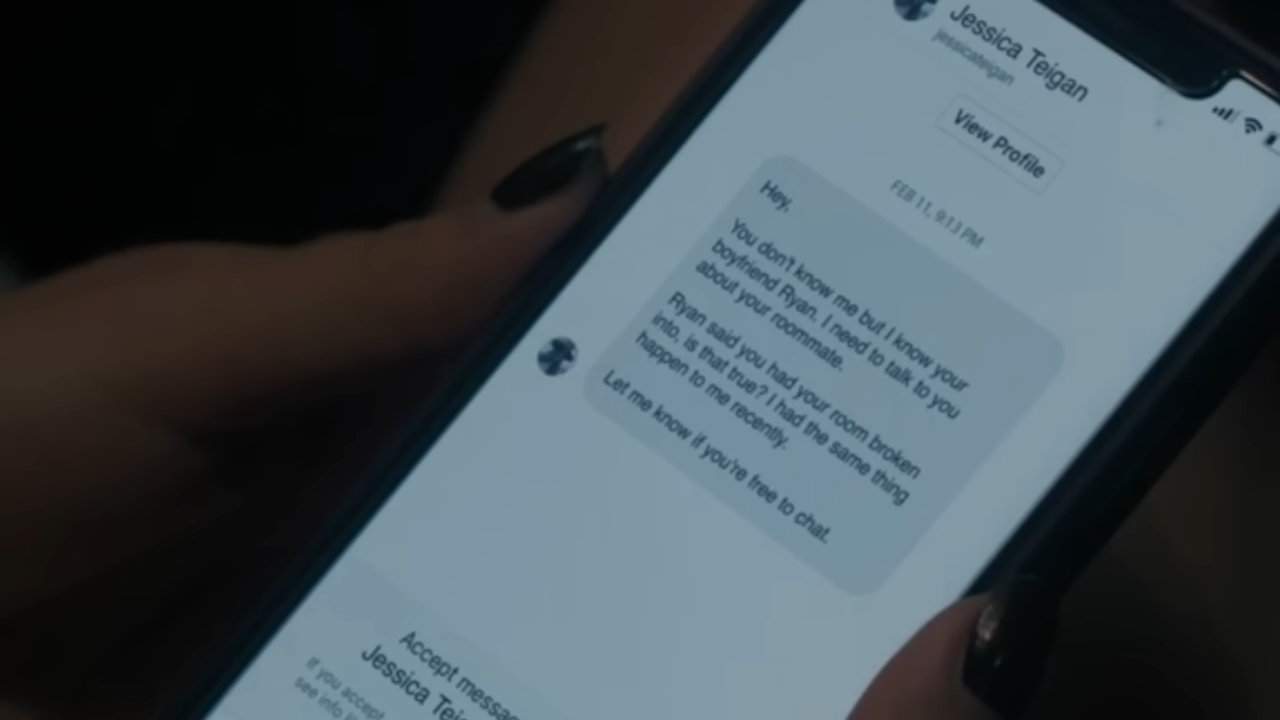 Jessica Teigan
jessicateigan
View Profile
FEB 11, 9:13 PM
Hey,
You don't know me but I know your
boyfriend Ryan. I need to talk to you
about your roommate.
Ryan said you had your room broken
into, is that true? I had the same thing
happen to me recently.
Let me know if you're free to chat.
Accept
Jessica
If you accept
see info